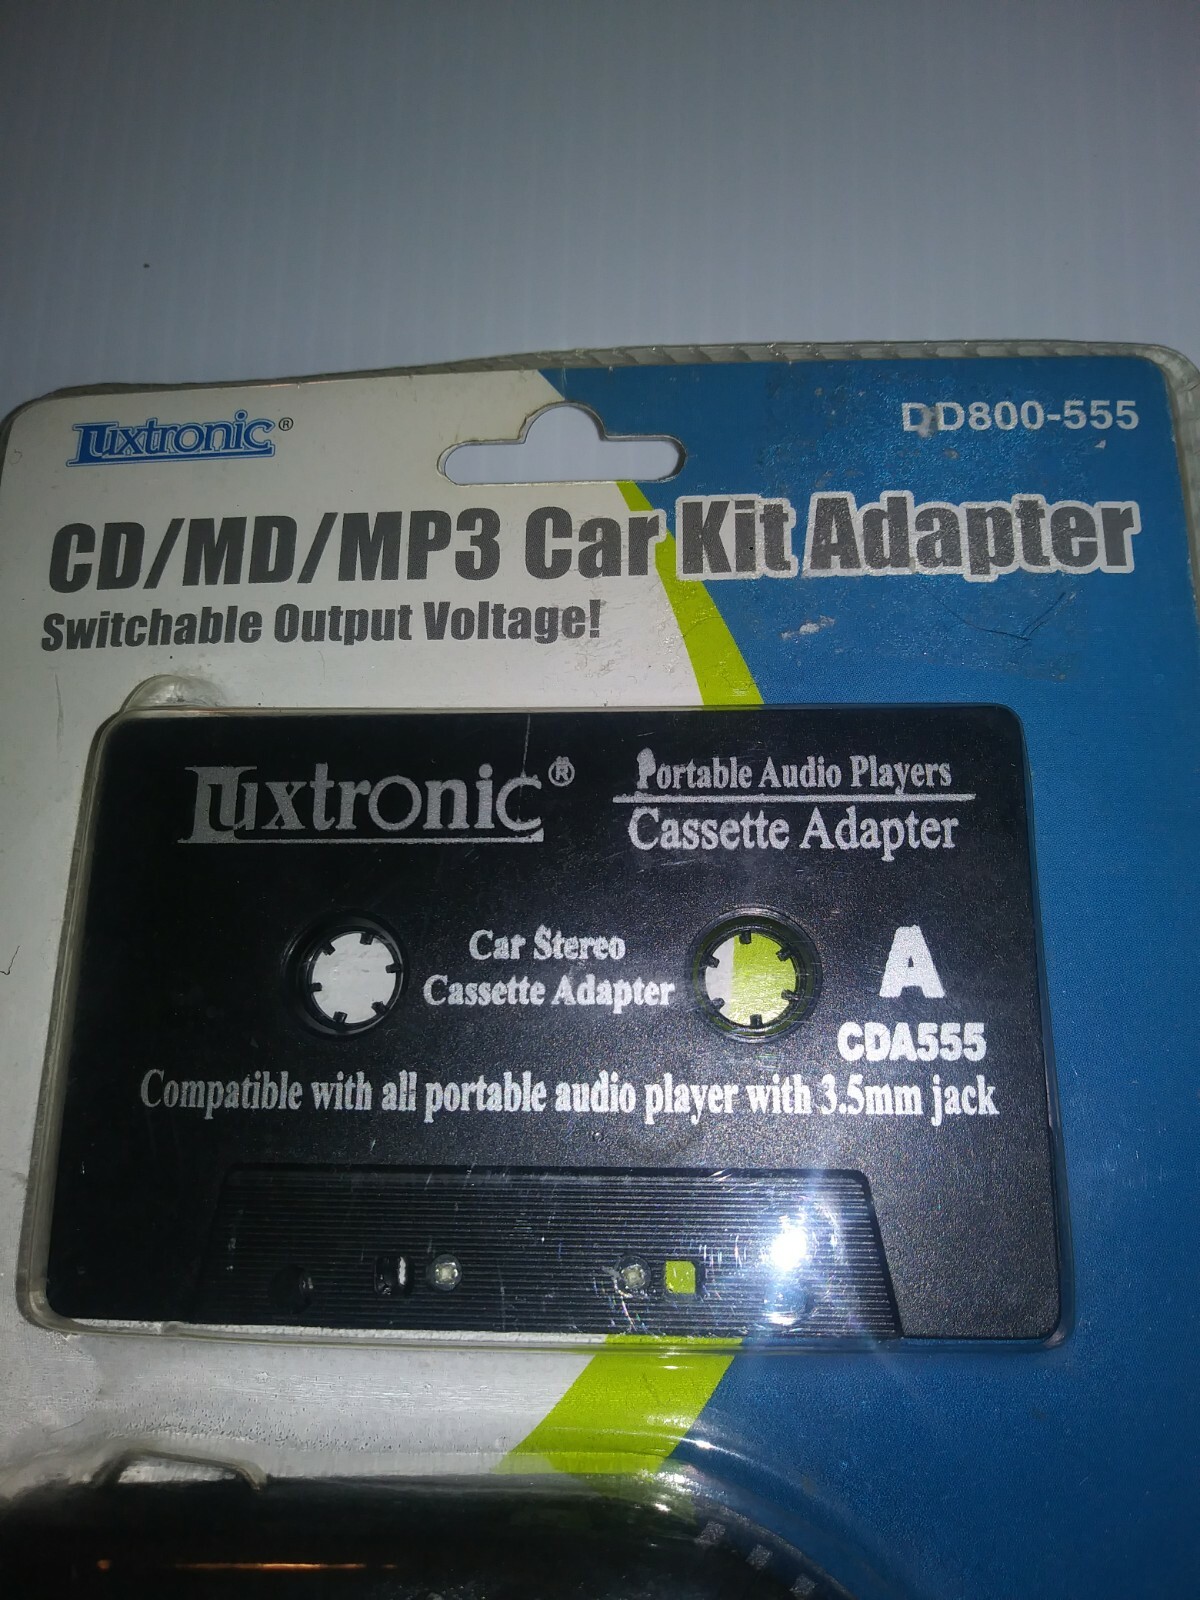 Luxtronic®
DD800-555
CD/MD/MP3 Car Kit Adapter
Switchable Output Voltage!
Luxtronic®
Portable Audio Players
Cassette Adapter
Car Stereo
Cassette Adapter
A
CDA555
Compatible with all portable audio player with 3.5mm jack